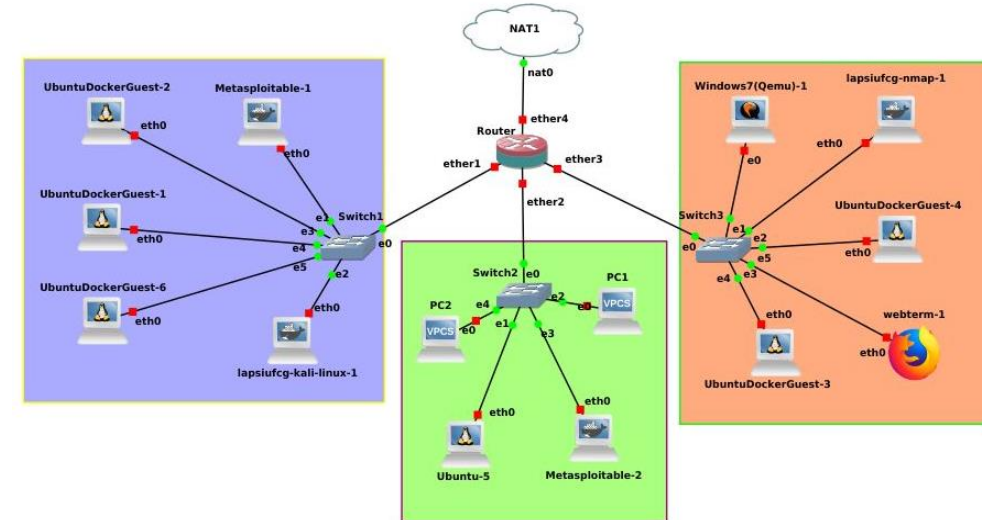 NAT1
nat0
ether4
Router
ether1
ether3
ether2
UbuntuDockerGuest-2
eth0
Metasploitable-1
eth0
UbuntuDockerGuest-1
eth0
UbuntuDockerGuest-6
eth0
e1
e3
e4
e5
e2
Switch1
e0
eth0
lapsiufcg-kali-linux-1
Switch2
e0
e2
e4
e1
e3
PC2
VPCS
e0
PC1
VPCS
e0
eth0
Ubuntu-5
eth0
Metasploitable-2
Windows7(Qemu)-1
e0
lapsiufcg-nmap-1
eth0
Switch3
e0
e1
e2
e5
e3
e4
UbuntuDockerGuest-4
eth0
webterm-1
eth0
eth0
UbuntuDockerGuest-3